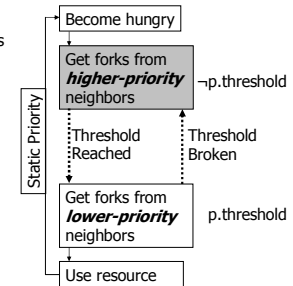 s
Become hungry
Get forks from
higher-priority
neighbors
¬p.threshold
Static Priority
Threshold
Reached
Threshold
Broken
Get forks from
lower-priority
neighbors
p.threshold
Use resource